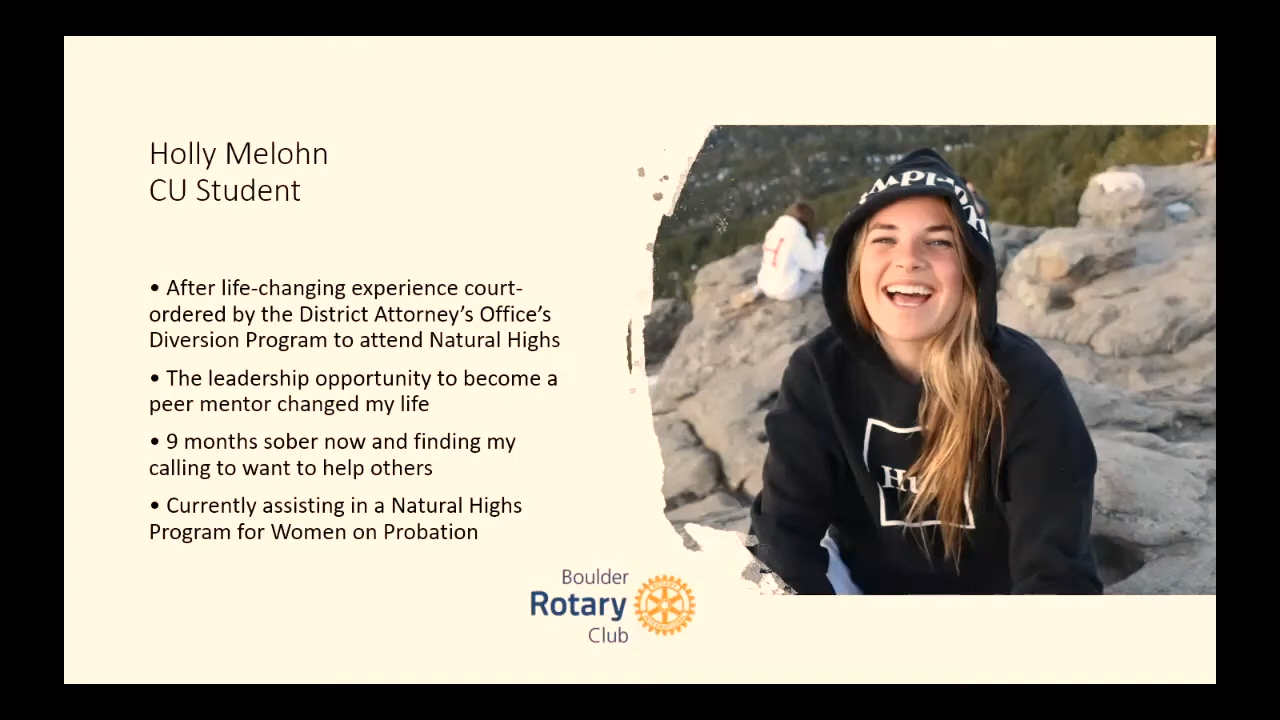 Holly Melohn
CU Student
• After life-changing experience court-
ordered by the District Attorney’s Office’s
Diversion Program to attend Natural Highs
• The leadership opportunity to become a
peer mentor changed my life
• 9 months sober now and finding my
calling to want to help others
• Currently assisting in a Natural Highs
Program for Women on Probation
Boulder
Rotary
Club